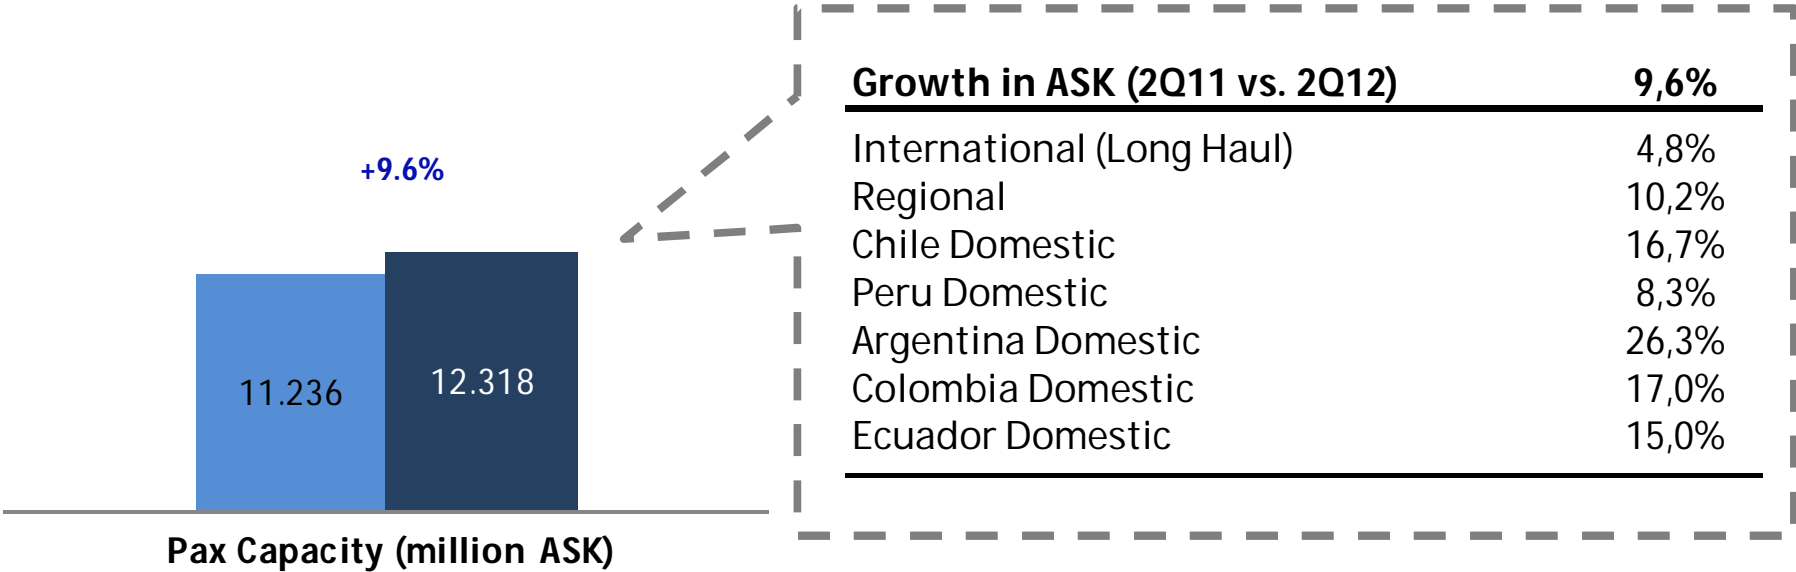 +9.6%
11.236
12.318
Pax Capacity (million ASK)
Growth in ASK (2Q11 vs. 2Q12) 9,6%
International (Long Haul) 4,8%
Regional 10,2%
Chile Domestic 16,7%
Peru Domestic 8,3%
Argentina Domestic 26,3%
Colombia Domestic 17,0%
Ecuador Domestic 15,0%